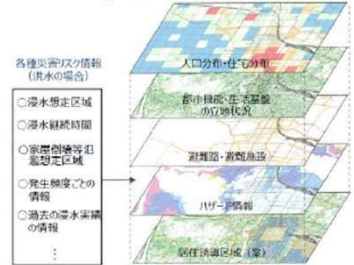 各種災害リスク情報
(洪水の場合)
○浸水想定区域
○浸水継続時間
○家屋倒壊等氾
濫想定区域
○発生頻度ごとの
情報
○過去の浸水実績
の情報
⋮
人口分布・住宅分布
都市機能・生活基盤
の立地状況
避難路・避難施設
ハザード情報
居住誘導区域(案)